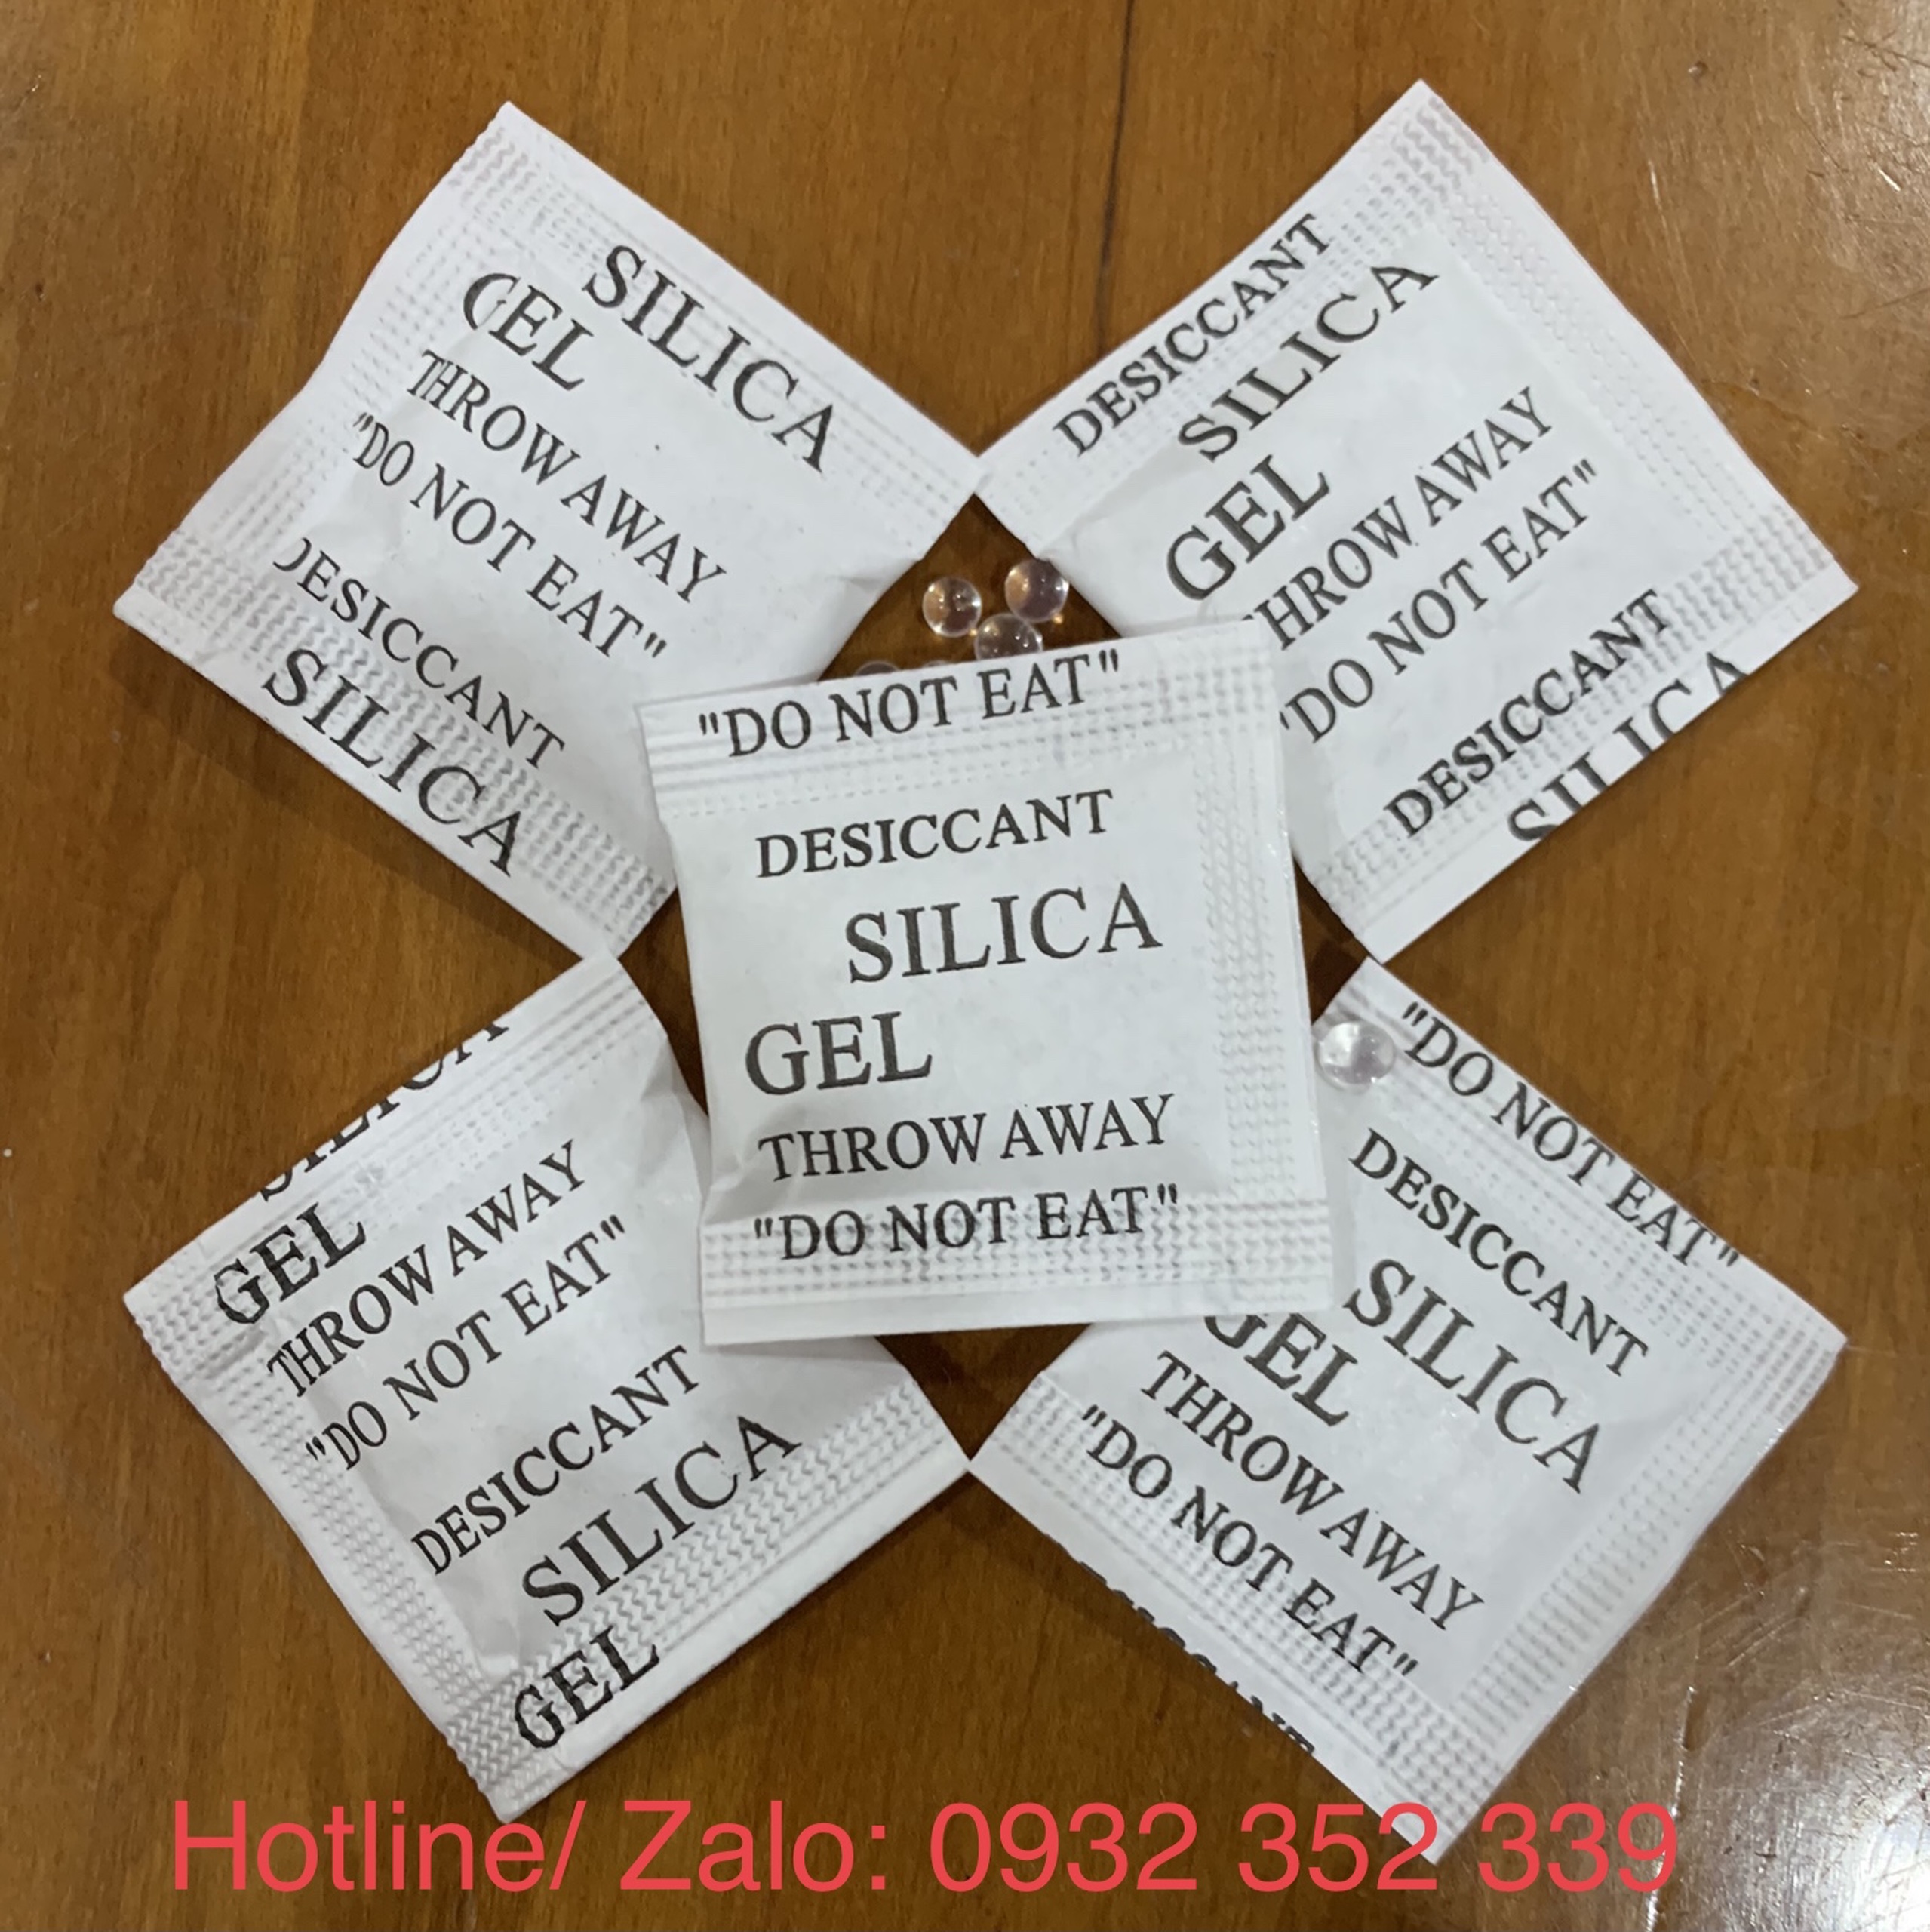 SILICA
GEL
THROW AWAY
"DO NOT EAT"
DESICCANT
SILICA
DESICCANT
SILICA
GEL
THROW AWAY
"DO NOT EAT"
DESICCANT
SILICA
"DO NOT EAT"
DESICCANT
SILICA
GEL
THROW AWAY
"DO NOT EAT"
SILICA
GEL
THROW AWAY
"DO NOT EAT"
DESICCANT
SILICA
GEL
"DO NOT EAT"
DESICCANT
SILICA
GEL
THROW AWAY
"DO NOT EAT"
Hotline/ Zalo: 0932 352 339